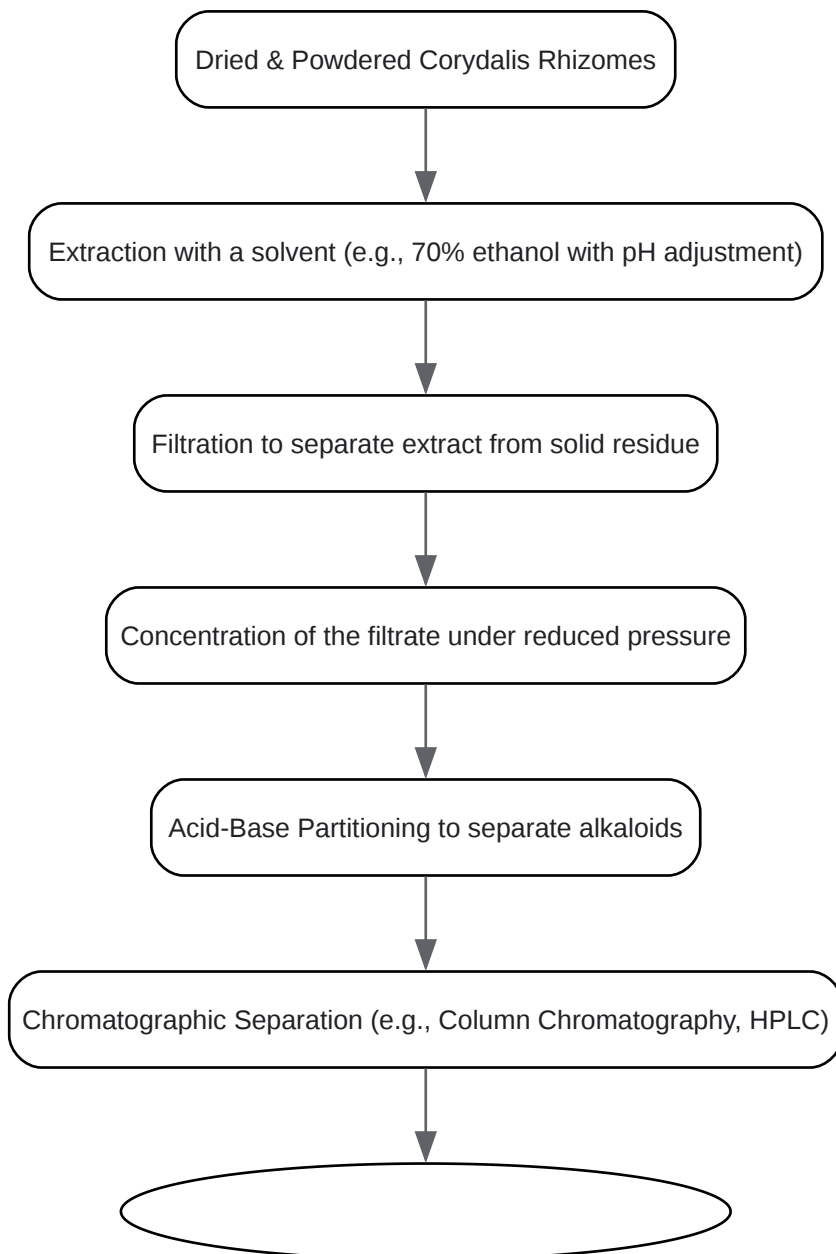 Dried & Powdered Corydalis Rhizomes
Extraction with a solvent (e.g., 70% ethanol with pH adjustment)
Filtration to separate extract from solid residue
Concentration of the filtrate under reduced pressure
Acid-Base Partitioning to separate alkaloids
Chromatographic Separation (e.g., Column Chromatography, HPLC)